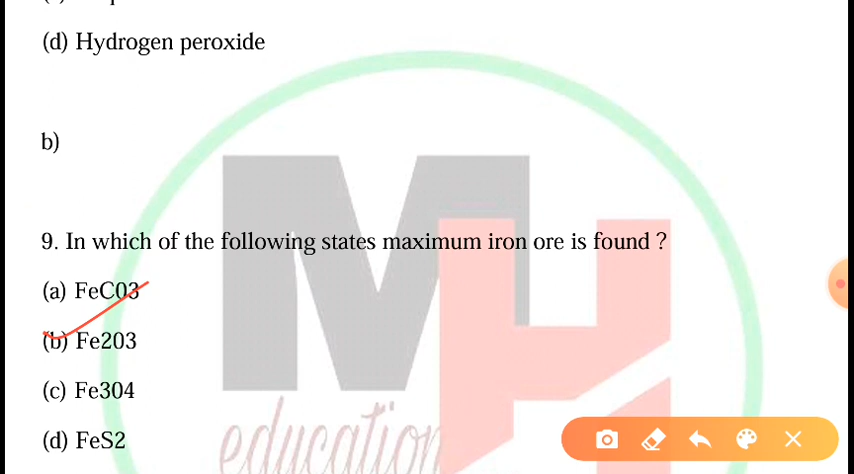 (d) Hydrogen peroxide
b)
9. In which of the following states maximum iron ore is found ?
(a) FeC03
(b) Fe203
(c) Fe304
(d) FeS2
education
MH